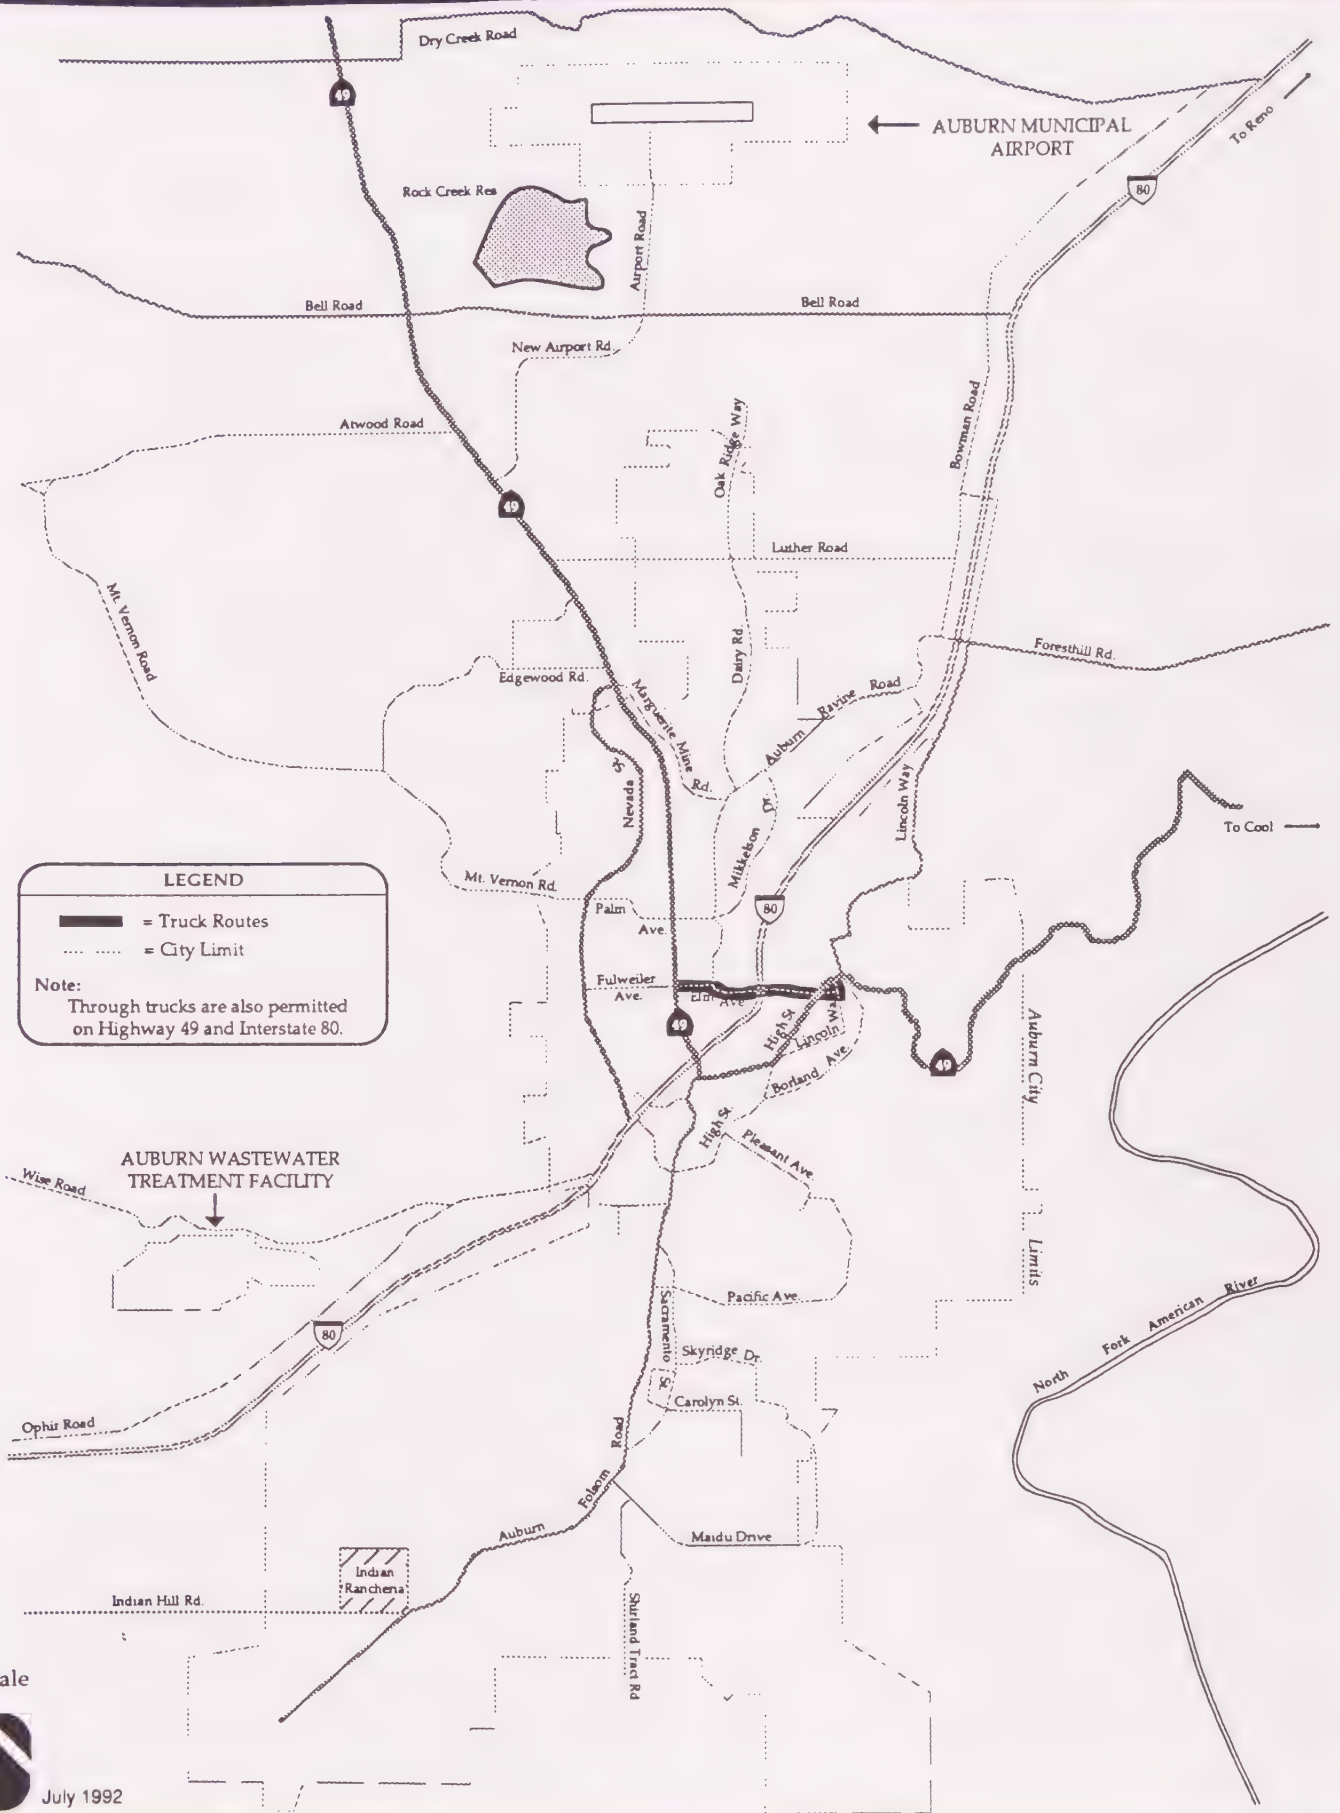 Dry Creek Road
49
AUBURN MUNICIPAL
AIRPORT
To Reno
80
Rock Creek Res
Airport Road
Bell Road
Bell Road
New Airport Rd.
Atwood Road
Oak Ridge Way
Bowman Road
49
Luther Road
Mt. Vernon Road
Foresthill Rd.
Edgewood Rd.
Dairy Rd.
Marguerite Mine
Rd.
Auburn Ravine Road
Nevada St.
Mikkelson Dr.
Lincoln Way
To Cool
LEGEND
= Truck Routes
= City Limit
Note:
Through trucks are also permitted
on Highway 49 and Interstate 80.
Mt. Vernon Rd.
Palm
Ave.
80
Fulweiler
Ave.
Elm Ave
49
High St
Lincoln Way
Borland Ave.
49
Auburn City
Limits
High St.
Pleasant Ave
AUBURN WASTEWATER
TREATMENT FACILITY
Wise Road
Pacific Ave.
Sacramento St.
80
Skyridge Dr.
Carolyn St.
North Fork American River
Ophir Road
Auburn Folsom Road
Maidu Drive
Indian
Rancheria
Indian Hill Rd.
Shirland Tract Rd
ale
July 1992